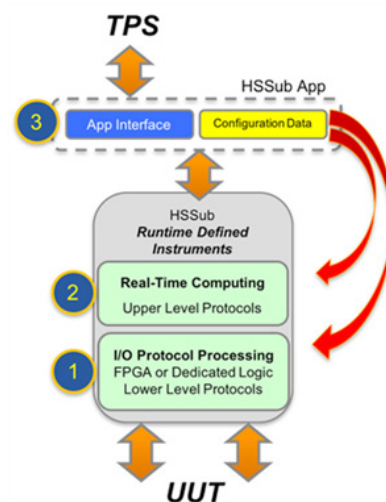 TPS
HSSub App
3
App Interface
Configuration Data
HSSub
Runtime Defined
Instruments
2
Real-Time Computing
Upper Level Protocols
1
I/O Protocol Processing
FPGA or Dedicated Logic
Lower Level Protocols
UUT